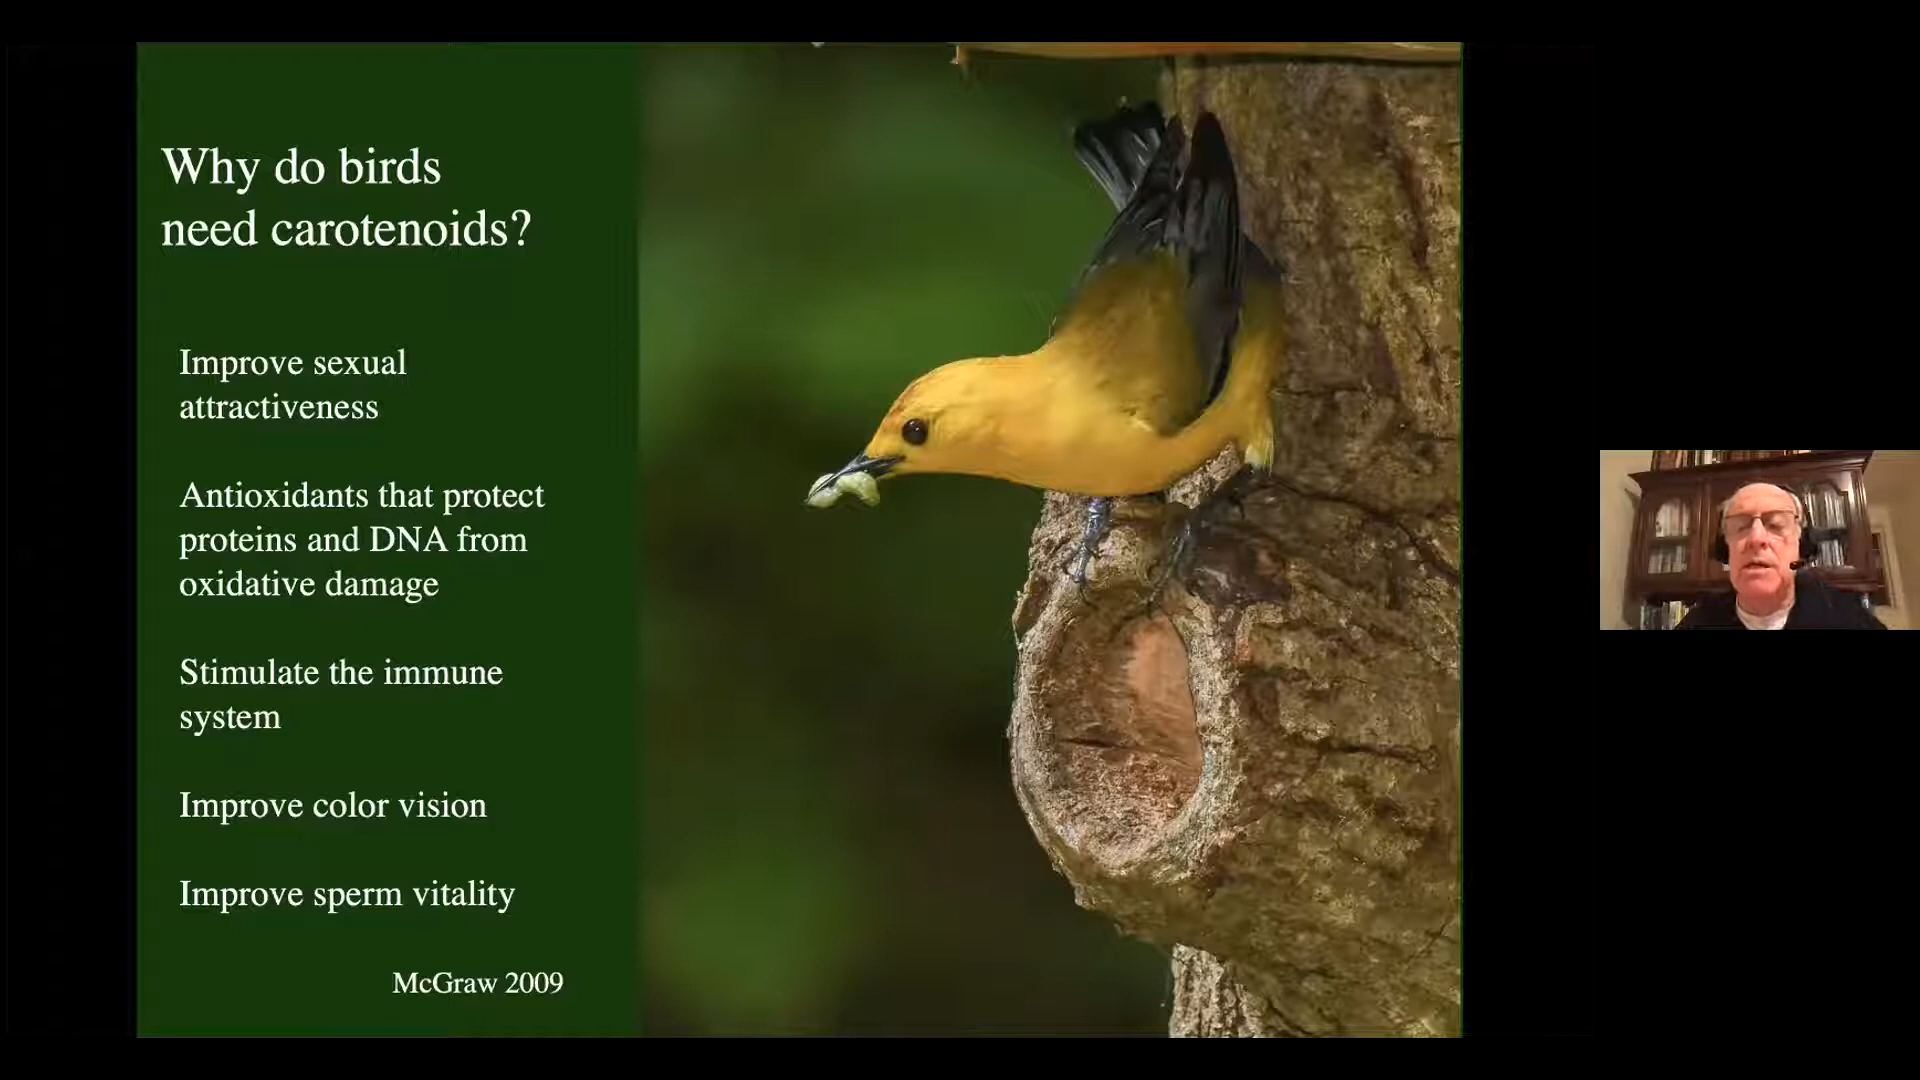 Why do birds
need carotenoids?
Improve sexual
attractiveness
Antioxidants that protect
proteins and DNA from
oxidative damage
Stimulate the immune
system
Improve color vision
Improve sperm vitality
McGraw 2009